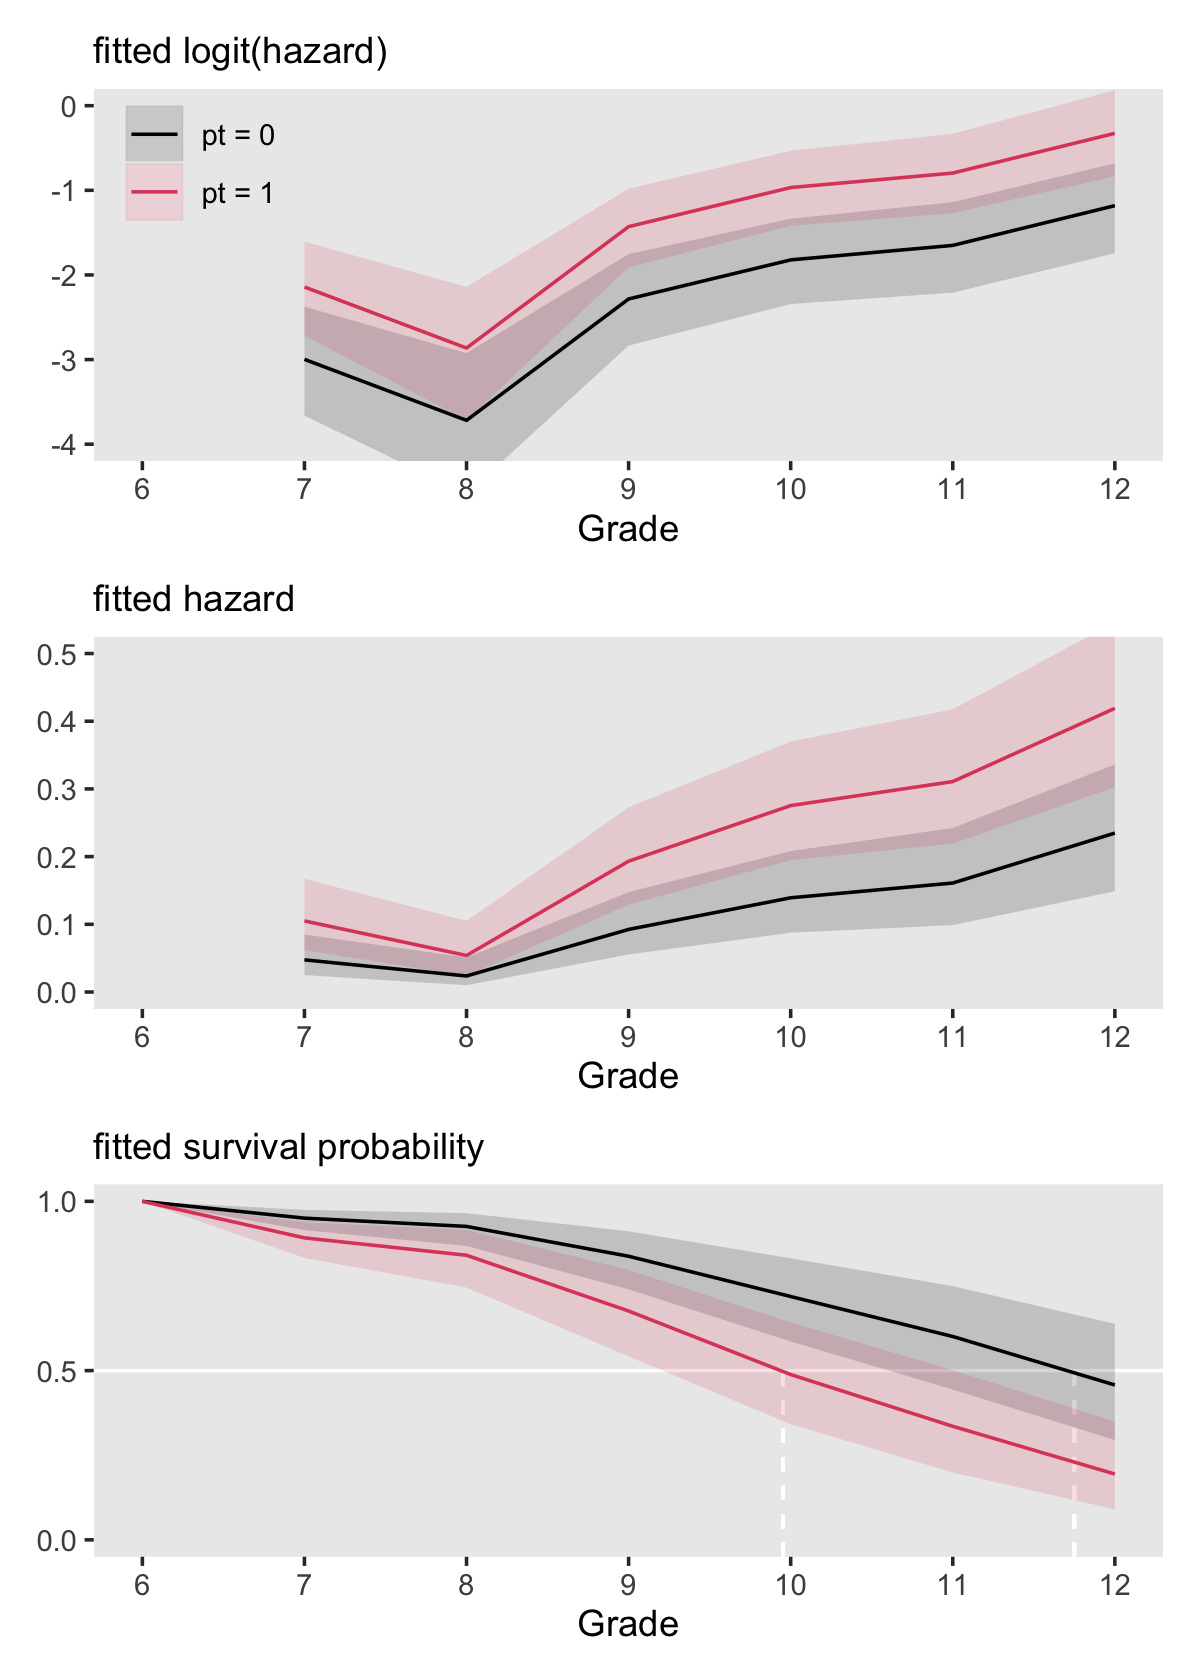 fitted logit(hazard)
0
-1
-2
-3
-4
pt = 0
pt = 1
6 7 8 9 10 11 12
Grade
fitted hazard
0.5
0.4
0.3
0.2
0.1
0.0
6 7 8 9 10 11 12
Grade
fitted survival probability
1.0
0.5
0.0
6 7 8 9 10 11 12
Grade